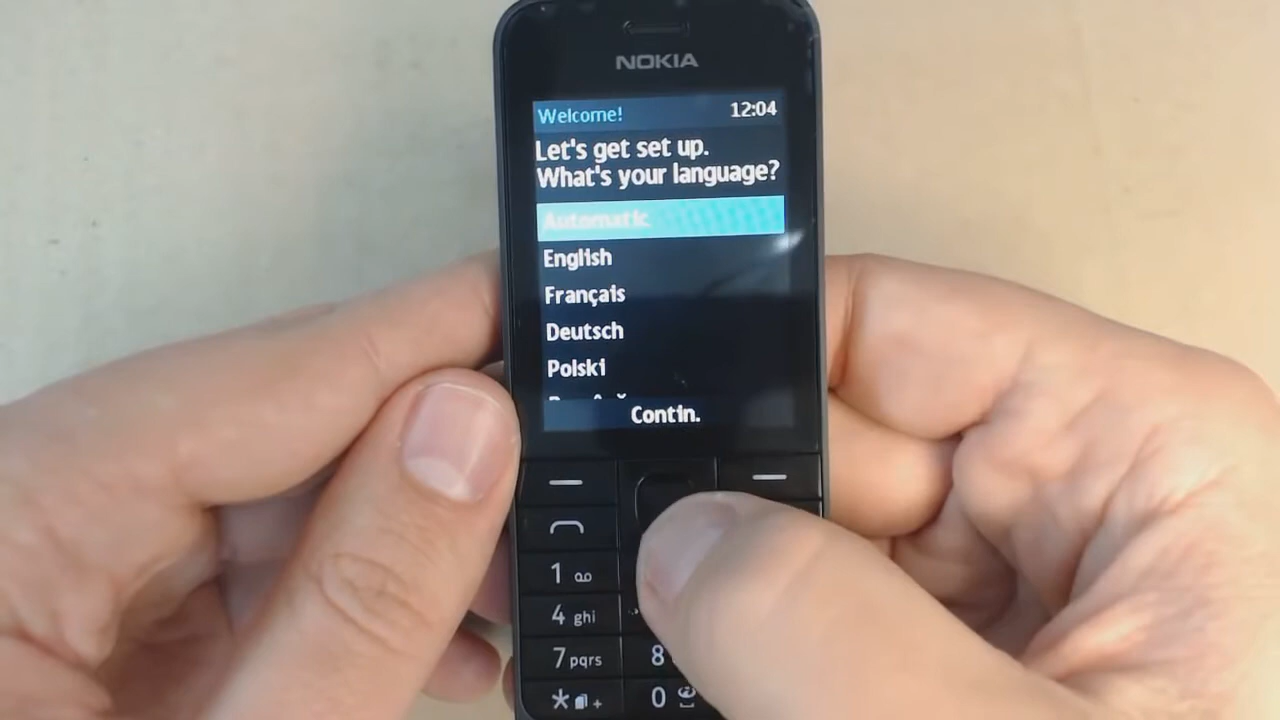 NOKIA
Welcome! 12:04
Let's get set up.
What's your language?
Automatic
English
Français
Deutsch
Polski
Contin.
1
4 ghi
7 pqrs 8
* + 0